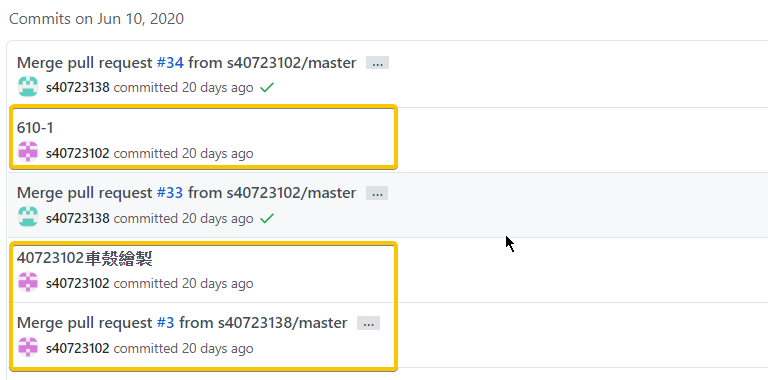 Commits on Jun 10, 2020
Merge pull request #34 from s40723102/master ...
s40723138 committed 20 days ago
610-1
s40723102 committed 20 days ago
Merge pull request #33 from s40723102/master ...
s40723138 committed 20 days ago
40723102車殼繪製
s40723102 committed 20 days ago
Merge pull request #3 from s40723138/master ...
s40723102 committed 20 days ago